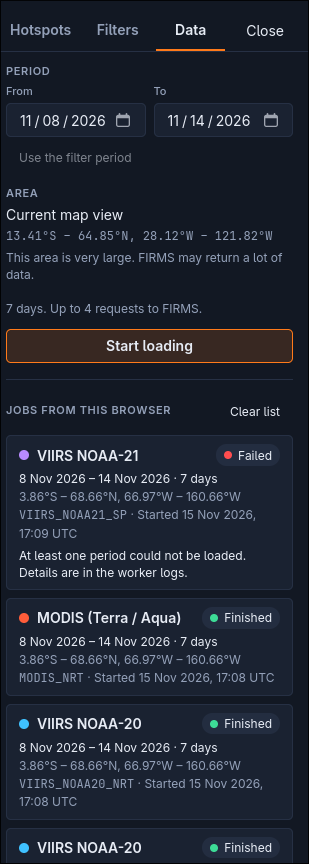 Hotspots Filters Data Close
PERIOD
From To
11 / 08 / 2026 11 / 14 / 2026
Use the filter period
AREA
Current map view
13.41°S – 64.85°N, 28.12°W – 121.82°W
This area is very large. FIRMS may return a lot of
data.
7 days. Up to 4 requests to FIRMS.
Start loading
JOBS FROM THIS BROWSER Clear list
VIIRS NOAA-21 Failed
8 Nov 2026 – 14 Nov 2026 · 7 days
3.86°S – 68.66°N, 66.97°W – 160.66°W
VIIRS_NOAA21_SP · Started 15 Nov 2026,
17:09 UTC
At least one period could not be loaded.
Details are in the worker logs.
MODIS (Terra / Aqua) Finished
8 Nov 2026 – 14 Nov 2026 · 7 days
3.86°S – 68.66°N, 66.97°W – 160.66°W
MODIS_NRT · Started 15 Nov 2026, 17:08 UTC
VIIRS NOAA-20 Finished
8 Nov 2026 – 14 Nov 2026 · 7 days
3.86°S – 68.66°N, 66.97°W – 160.66°W
VIIRS_NOAA20_NRT · Started 15 Nov 2026,
17:08 UTC
VIIRS NOAA-20 Finished